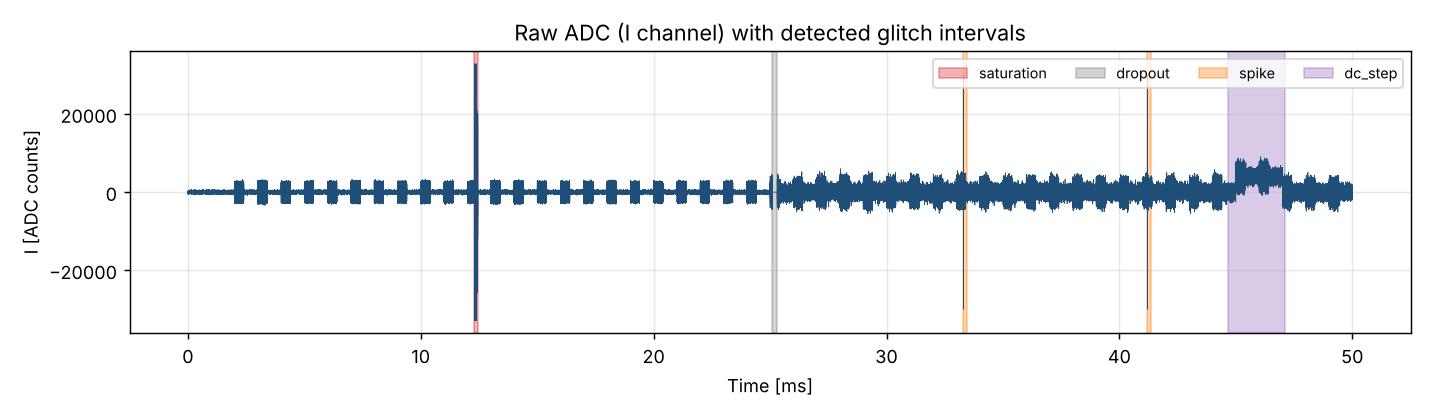 Raw ADC (I channel) with detected glitch intervals
saturation dropout spike dc_step
I [ADC counts]
20000
0
−20000
0 10 20 30 40 50
Time [ms]